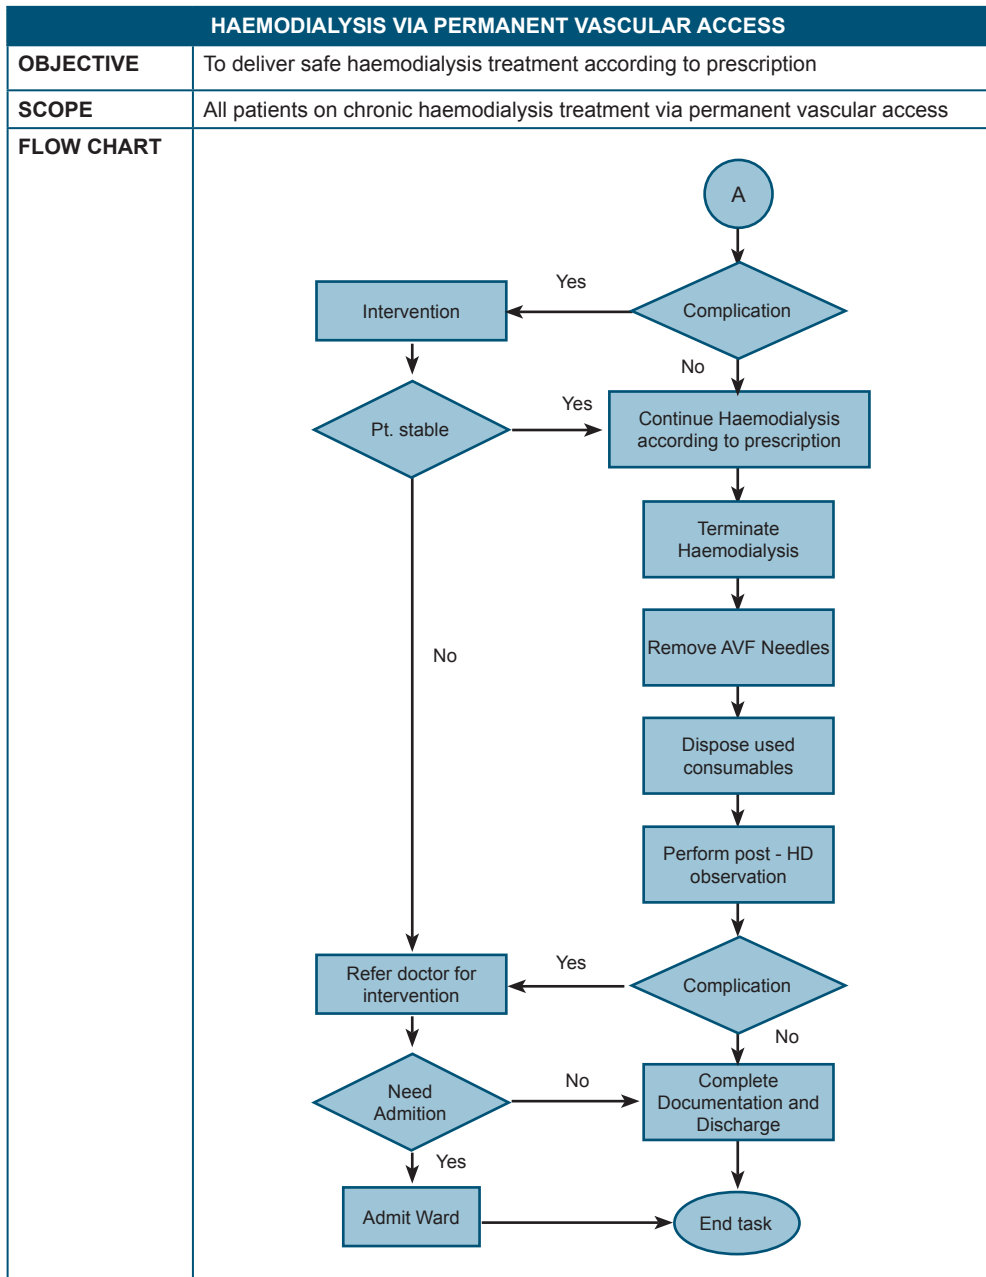 HAEMODIALYSIS VIA PERMANENT VASCULAR ACCESS
OBJECTIVE
To deliver safe haemodialysis treatment according to prescription
SCOPE
All patients on chronic haemodialysis treatment via permanent vascular access
FLOW CHART
A
Complication
Yes
Intervention
No
Pt. stable
Yes
Continue Haemodialysis
according to prescription
Terminate
Haemodialysis
No
Remove AVF Needles
Dispose used
consumables
Perform post - HD
observation
Complication
Yes
Refer doctor for
intervention
No
Need
Admition
No
Complete
Documentation and
Discharge
Yes
Admit Ward
End task